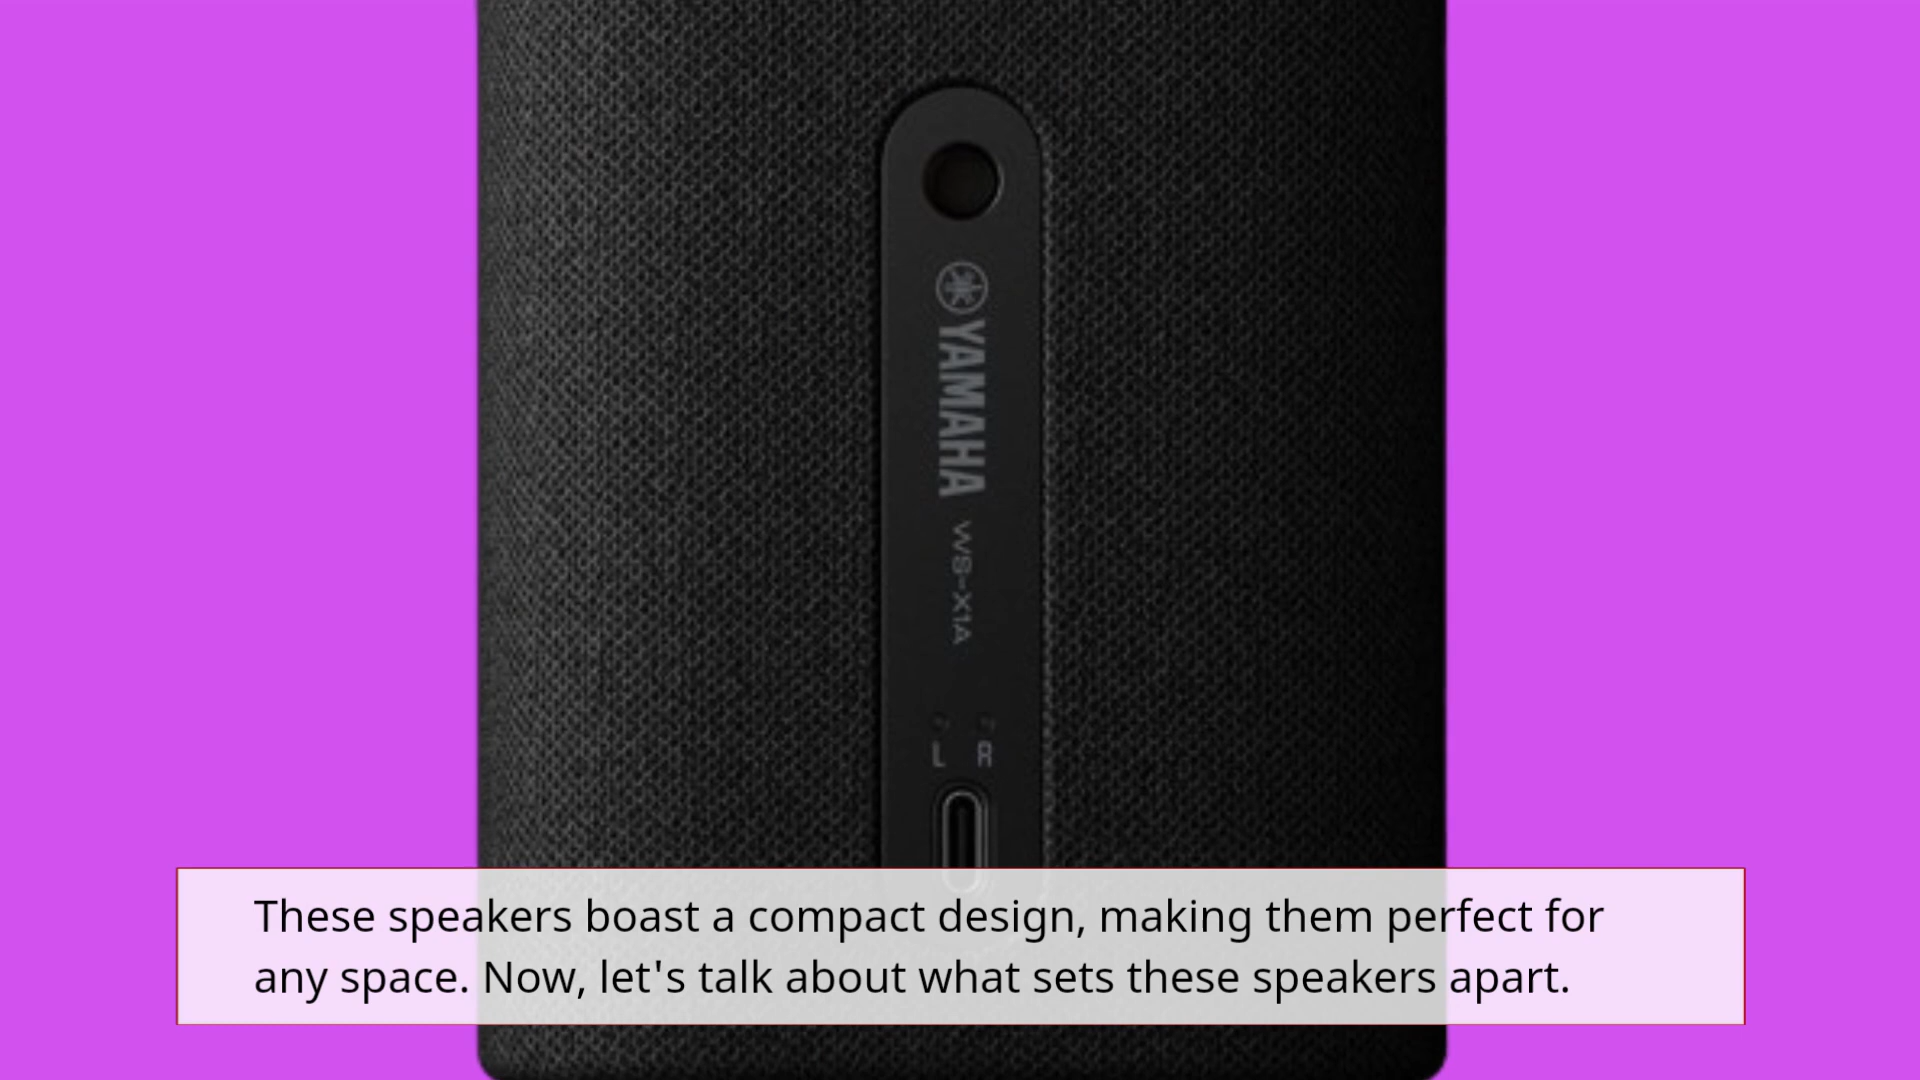 YAMAHA WS-X1A
L R
These speakers boast a compact design, making them perfect for
any space. Now, let's talk about what sets these speakers apart.